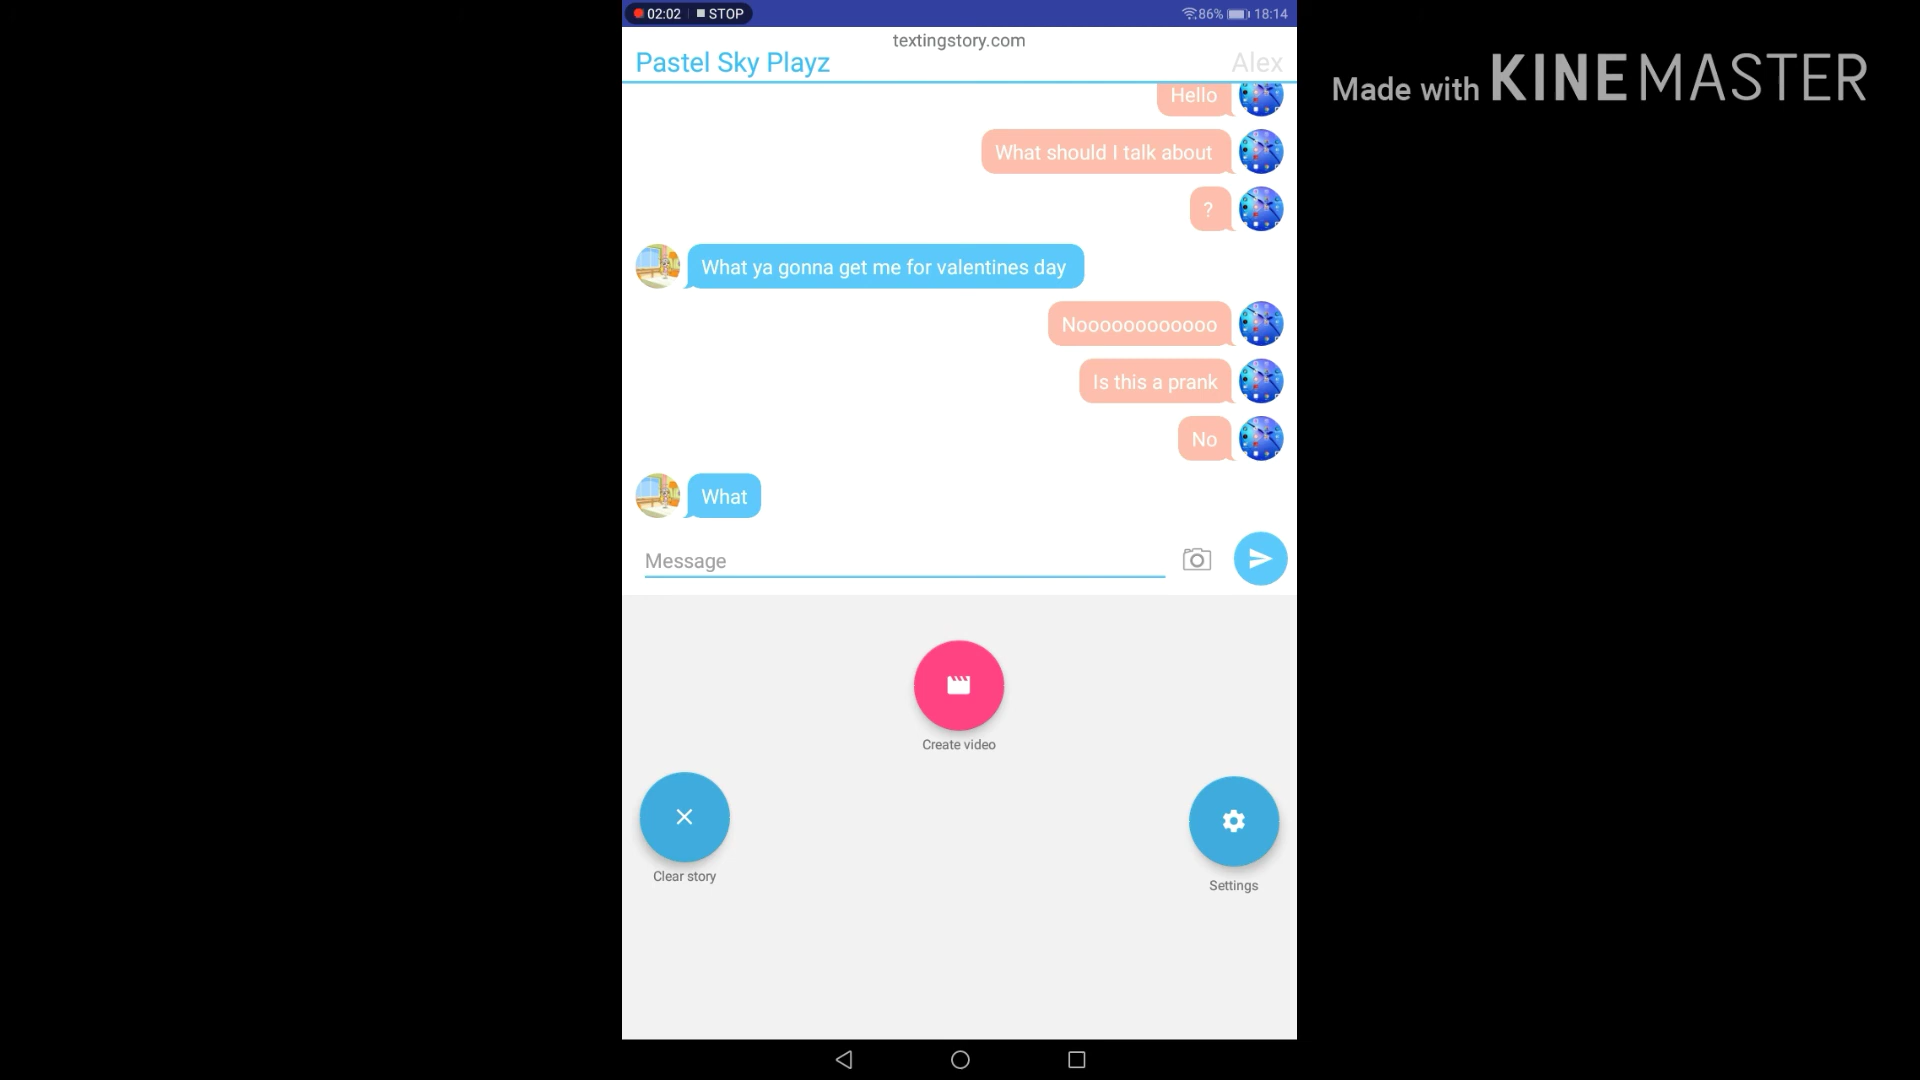 02:02 STOP 86% 18:14
textingstory.com
Pastel Sky Playz Alex
Made with KINEMASTER
Hello
What should I talk about
?
What ya gonna get me for valentines day
Noooooooooooo
Is this a prank
No
What
Message
Create video
Clear story
Settings